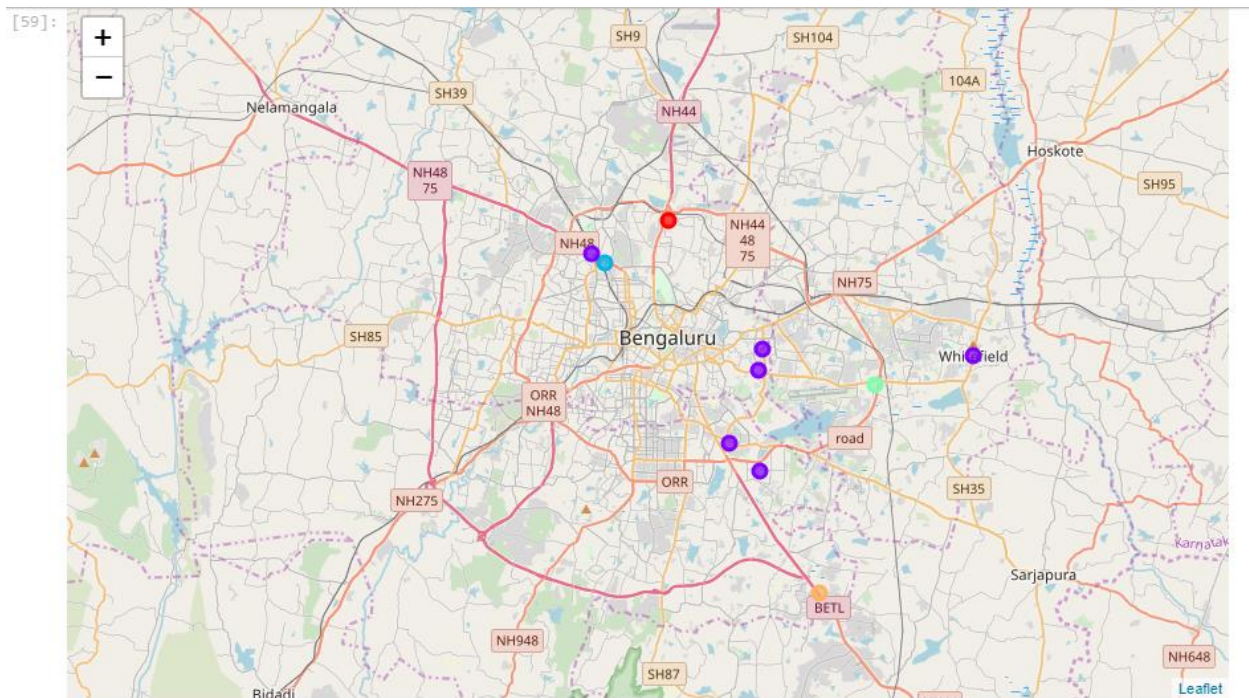 [59]:
+
−
SH9
SH104
SH39
104A
Nelamangala
NH44
Hoskote
NH48
75
SH95
NH44
48
75
NH48
NH75
SH85
Bengaluru
ORR
NH48
road
ORR
SH35
NH275
Karnatak
Sarjapura
BETL
NH948
NH648
SH87
Bidadi
Leaflet